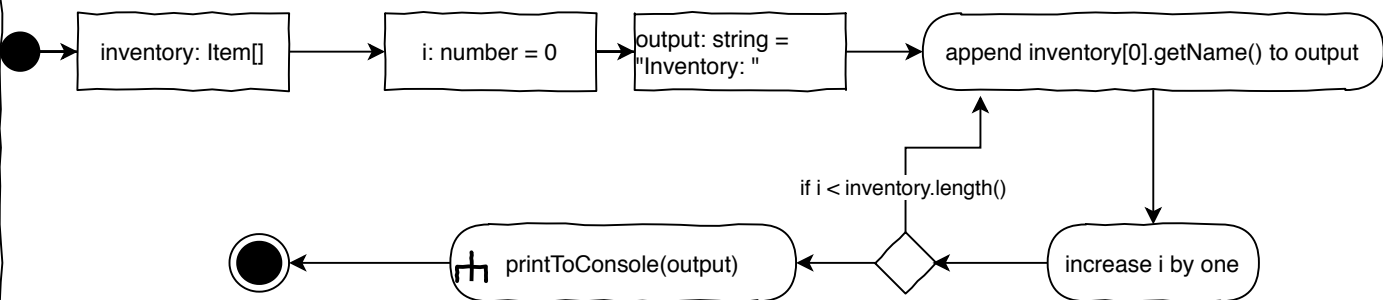 inventory: Item[]
i: number = 0
output: string =
"Inventory: "
append inventory[0].getName() to output
if i < inventory.length()
increase i by one
printToConsole(output)